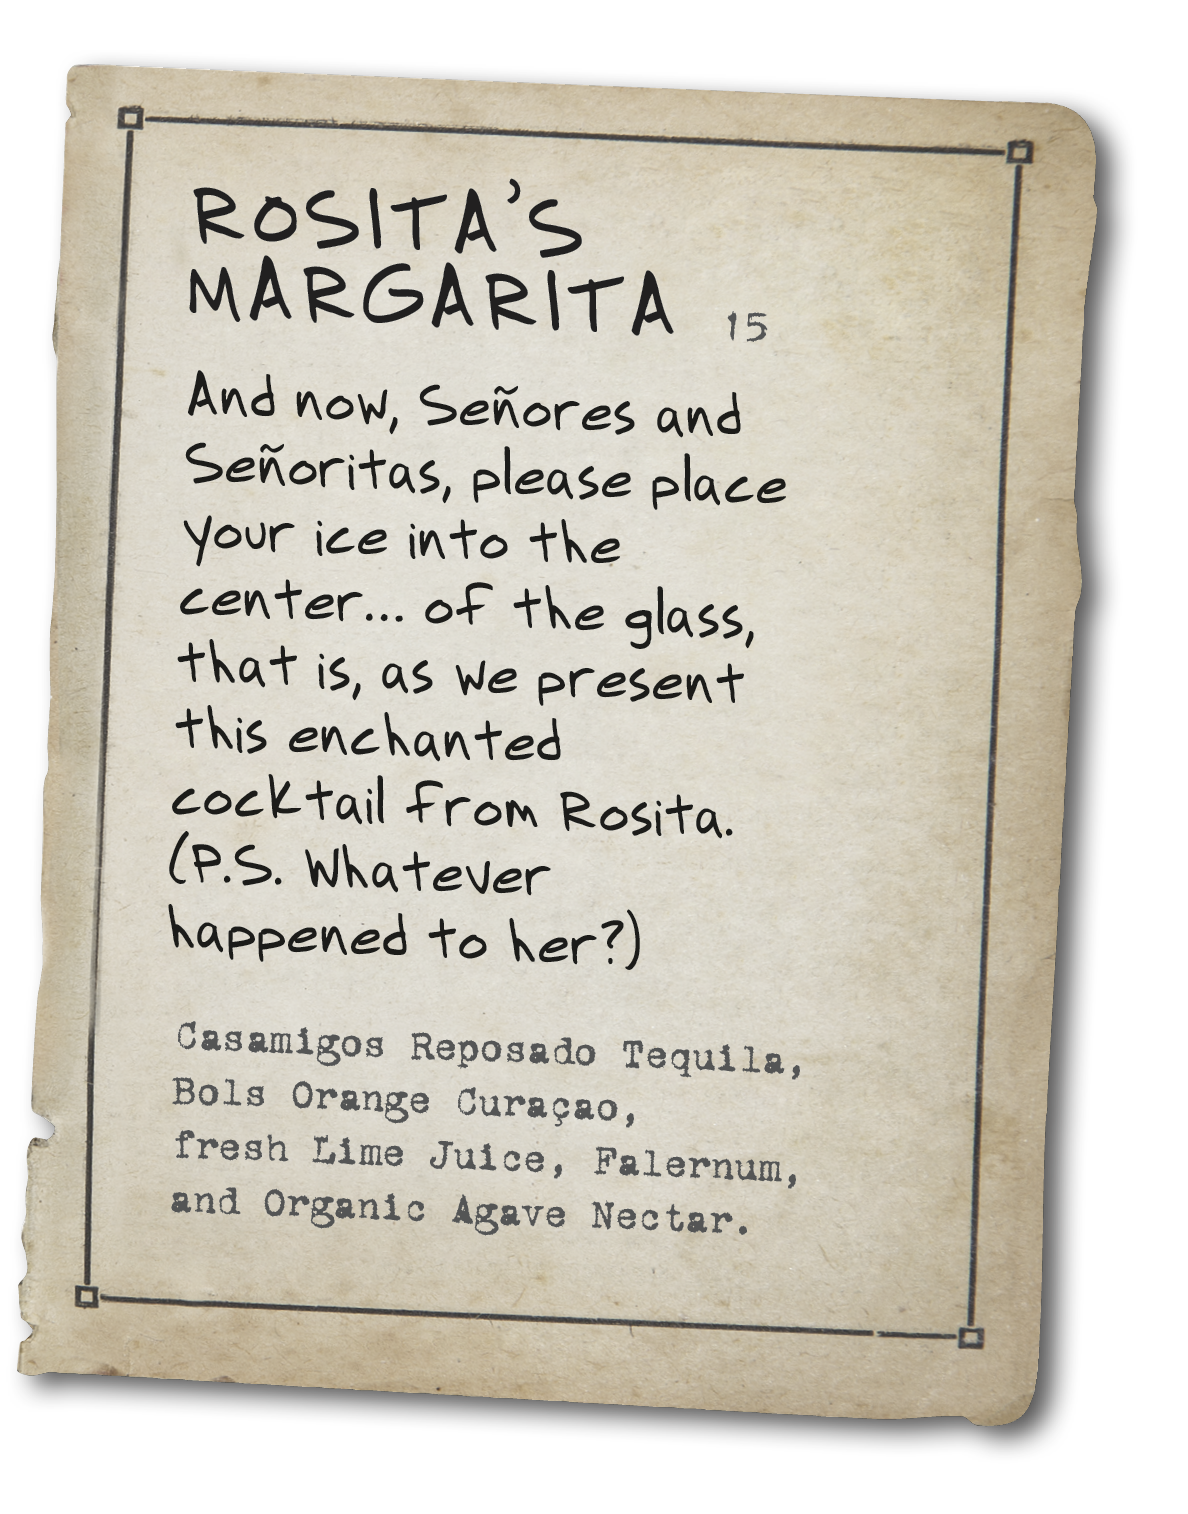 ROSITA'S
MARGARITA 15
And now, Señores and
Señoritas, please place
your ice into the
center... of the glass,
that is, as we present
this enchanted
cocktail from Rosita.
(P.S. Whatever
happened to her?)
Casamigos Reposado Tequila,
Bols Orange Curaçao,
fresh Lime Juice, Falernum,
and Organic Agave Nectar.